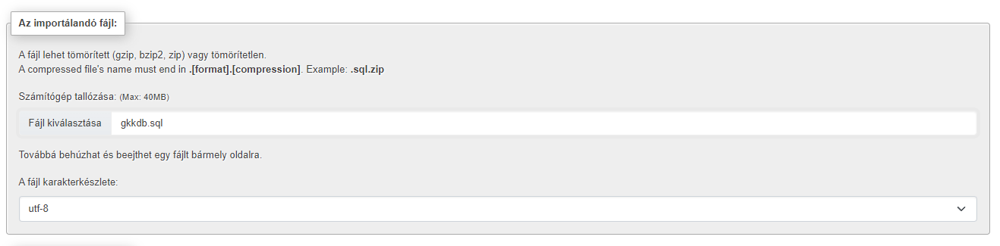 Az importálandó fájl:
A fájl lehet tömörített (gzip, bzip2, zip) vagy tömörítetlen.
A compressed file's name must end in .[format].[compression]. Example: .sql.zip
Számítógép tallózása: (Max: 40MB)
Fájl kiválasztása gkkdb.sql
Továbbá behúzhat és beejthet egy fájlt bármely oldalra.
A fájl karakterkészlete:
utf-8